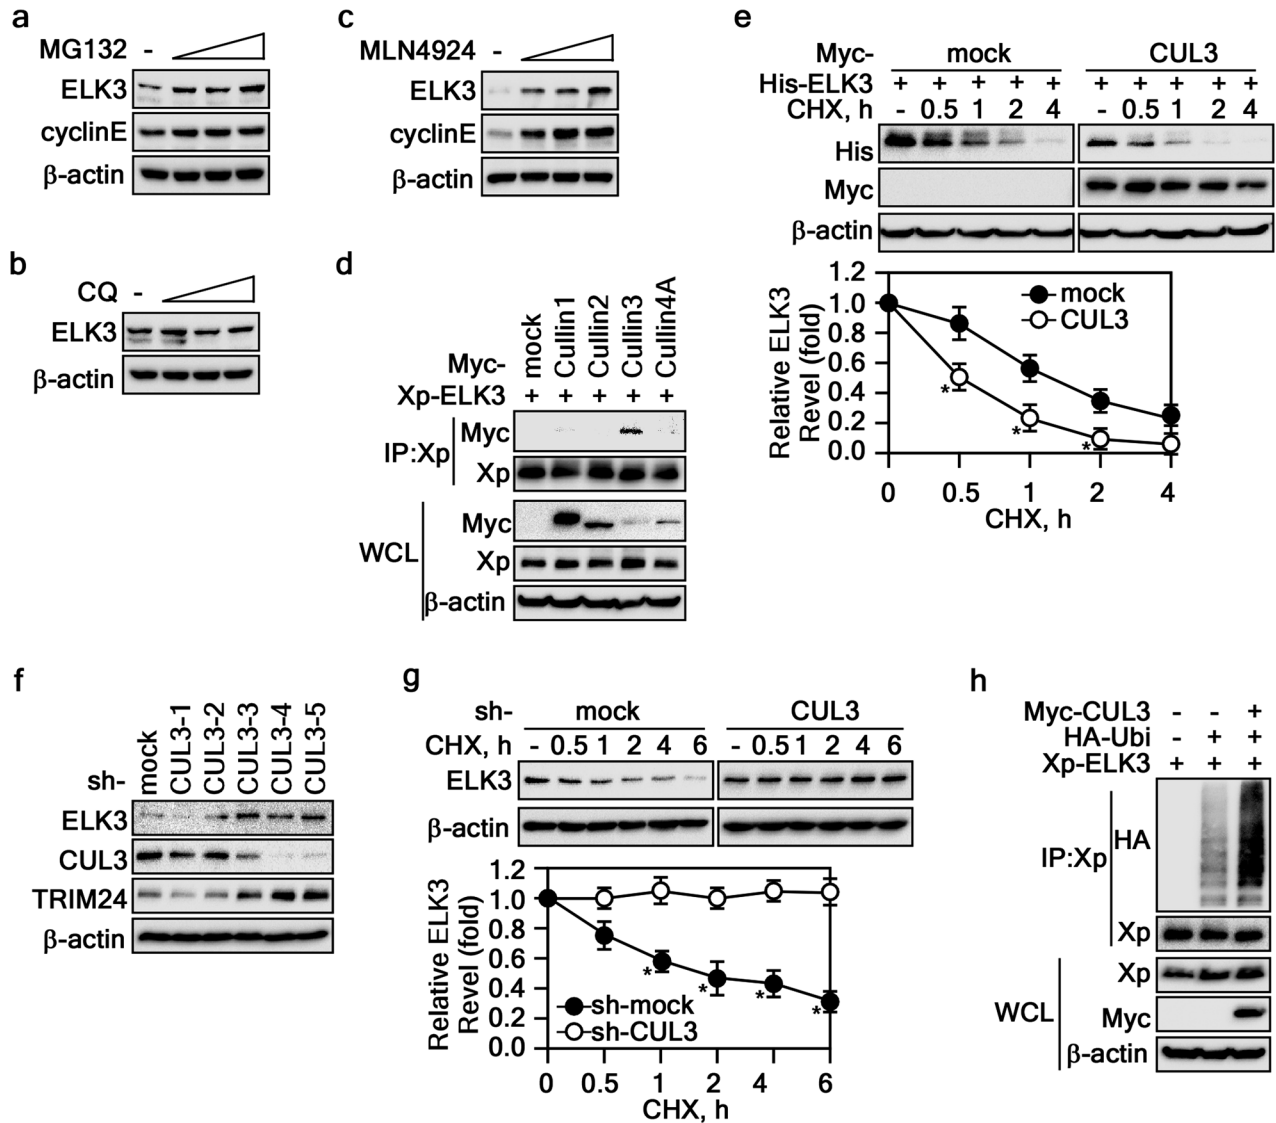 a
MG132 -
ELK3
cyclinE
β-actin
b
CQ -
ELK3
β-actin
c
MLN4924 -
ELK3
cyclinE
β-actin
d
Myc- mock Cullin1 Cullin2 Cullin3 Cullin4A
Xp-ELK3 + + + + +
IP:Xp
Myc
Xp
WCL
Myc
Xp
β-actin
e
Myc- mock CUL3
His-ELK3 + + + + + + + + + +
CHX, h - 0.5 1 2 4 - 0.5 1 2 4
His
Myc
β-actin
Relative ELK3
Revel (fold)
1.2
1.0
0.8
0.6
0.4
0.2
0.0
mock
CUL3
* * *
0 0.5 1 2 4
CHX, h
f
sh- mock CUL3-1 CUL3-2 CUL3-3 CUL3-4 CUL3-5
ELK3
CUL3
TRIM24
β-actin
g
sh- mock CUL3
CHX, h - 0.5 1 2 4 6 - 0.5 1 2 4 6
ELK3
β-actin
Relative ELK3
Revel (fold)
1.2
1.0
0.8
0.6
0.4
0.2
0.0
* * * *
sh-mock
sh-CUL3
0 0.5 1 2 4 6
CHX, h
h
Myc-CUL3 - - +
HA-Ubi - + +
Xp-ELK3 + + +
IP:Xp
HA
Xp
WCL
Xp
Myc
β-actin